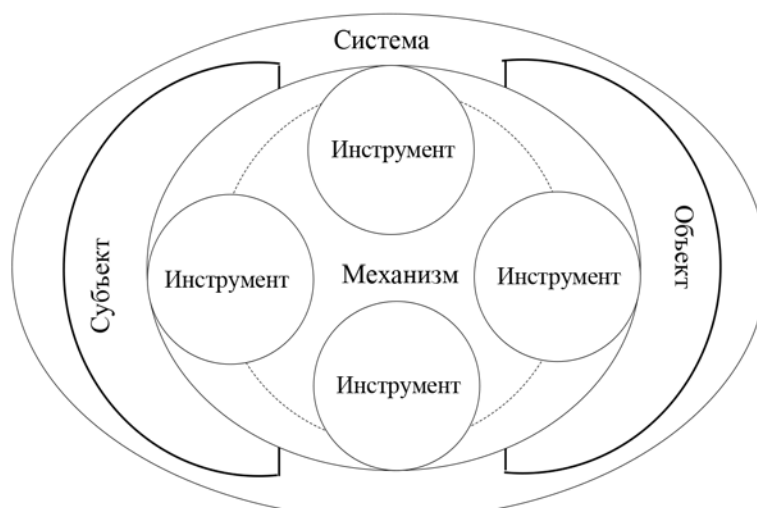 Система
Инструмент
Субъект
Инструмент
Механизм
Инструмент
Объект
Инструмент